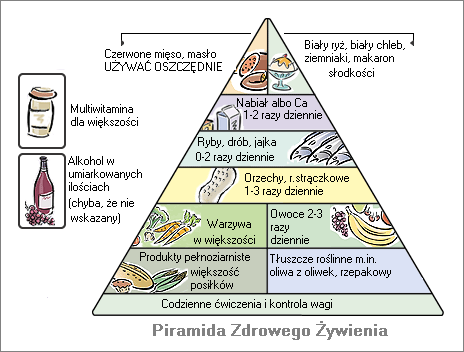 Czerwone mięso, masło
UŻYWAĆ OSZCZĘDNIE
Biały ryż, biały chleb,
ziemniaki, makaron
słodkości
Multiwitamina
dla większości
Alkohol w
umiarkowanych
ilościach
(chyba, że nie
wskazany)
Nabiał albo Ca
1-2 razy dziennie
Ryby, drób, jajka
0-2 razy dziennie
Orzechy, r.strączkowe
1-3 razy dziennie
Warzywa
w większości
Owoce 2-3
razy
dziennie
Produkty pełnoziarniste
większość
posiłków
Tłuszcze roślinne m.in.
oliwa z oliwek, rzepakowy
Codzienne ćwiczenia i kontrola wagi
Piramida Zdrowego Żywienia